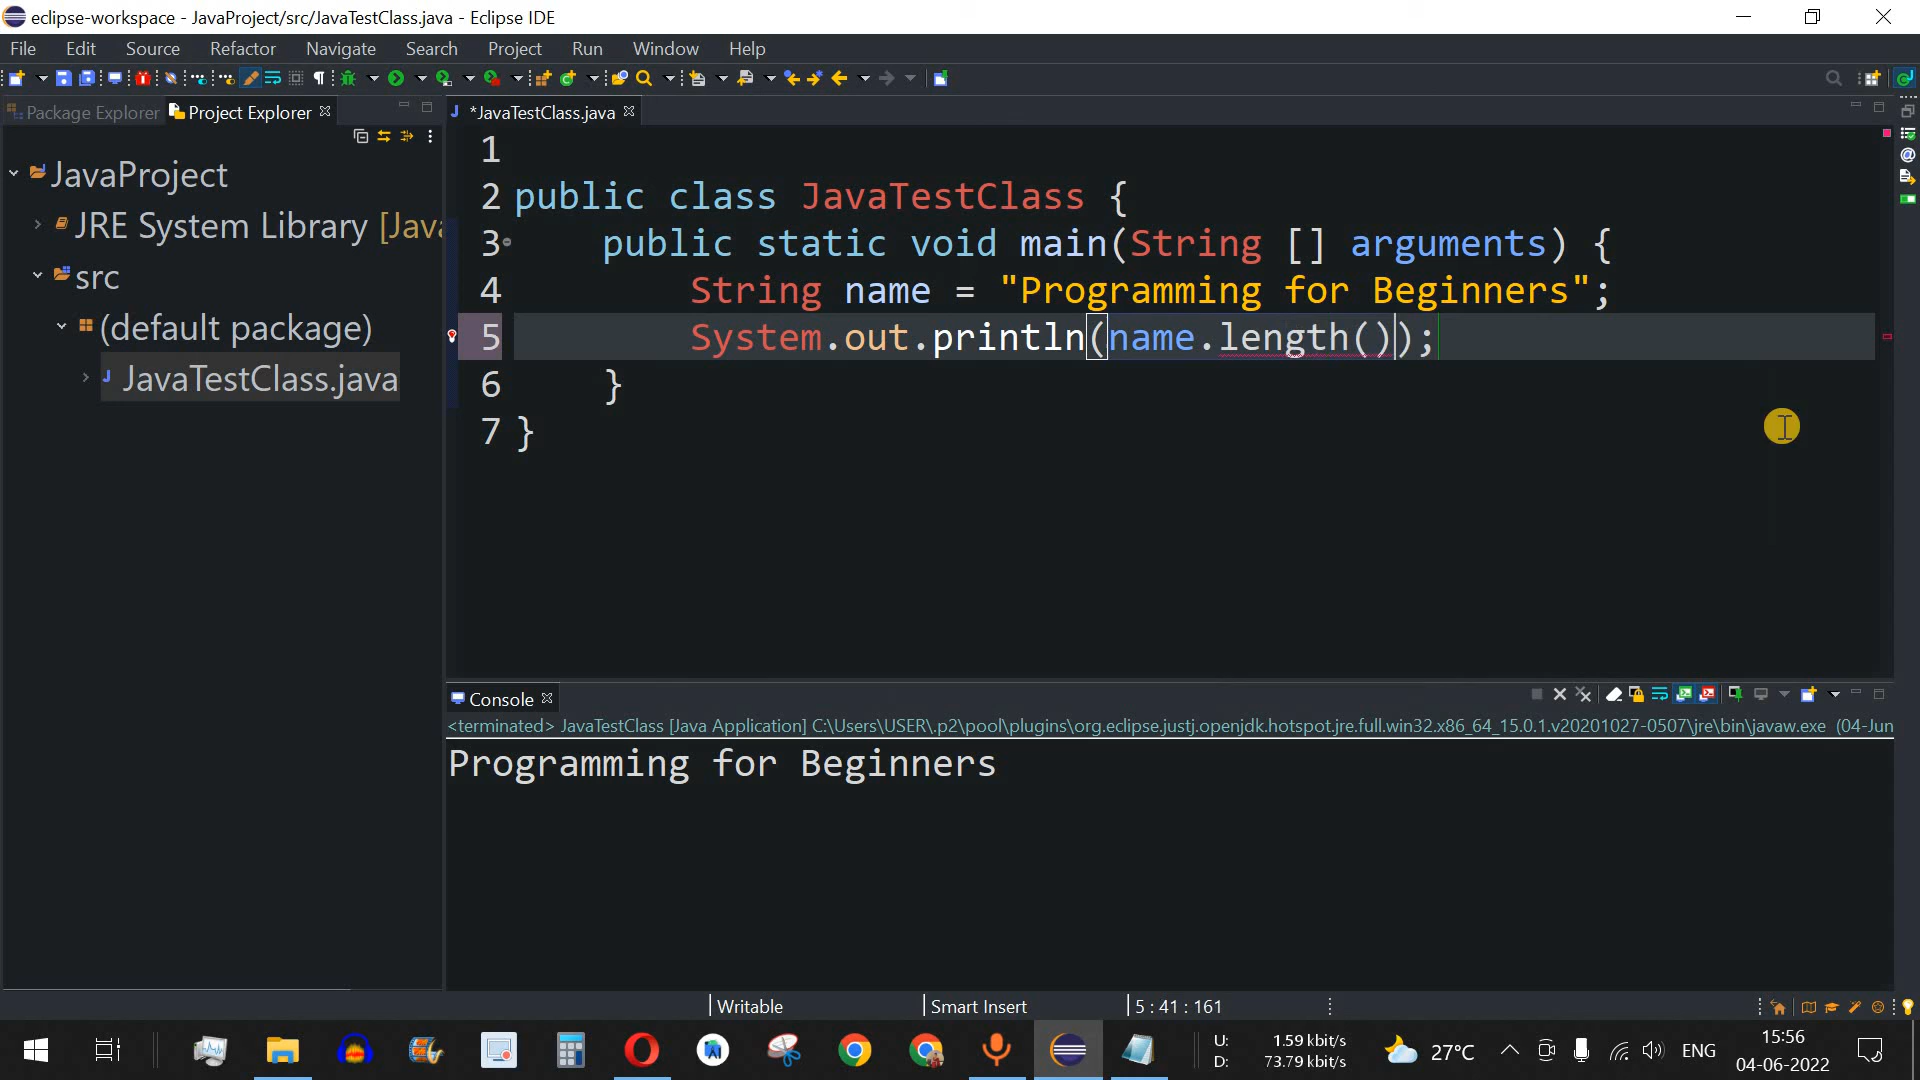 eclipse-workspace - JavaProject/src/JavaTestClass.java - Eclipse IDE
File Edit Source Refactor Navigate Search Project Run Window Help
Package Explorer Project Explorer
*JavaTestClass.java
JavaProject
JRE System Library [Java
src
(default package)
JavaTestClass.java
1
2 public class JavaTestClass {
3 public static void main(String [] arguments) {
4 String name = "Programming for Beginners";
5 System.out.println(name.length());
6 }
7 }
Console
<terminated> JavaTestClass [Java Application] C:\Users\USER\.p2\pool\plugins\org.eclipse.justj.openjdk.hotspot.jre.full.win32.x86_64_15.0.1.v20201027-0507\jre\bin\javaw.exe (04-Jun
Programming for Beginners
Writable Smart Insert 5 : 41 : 161
U: 1.59 kbit/s
D: 73.79 kbit/s
27°C
ENG
15:56
04-06-2022